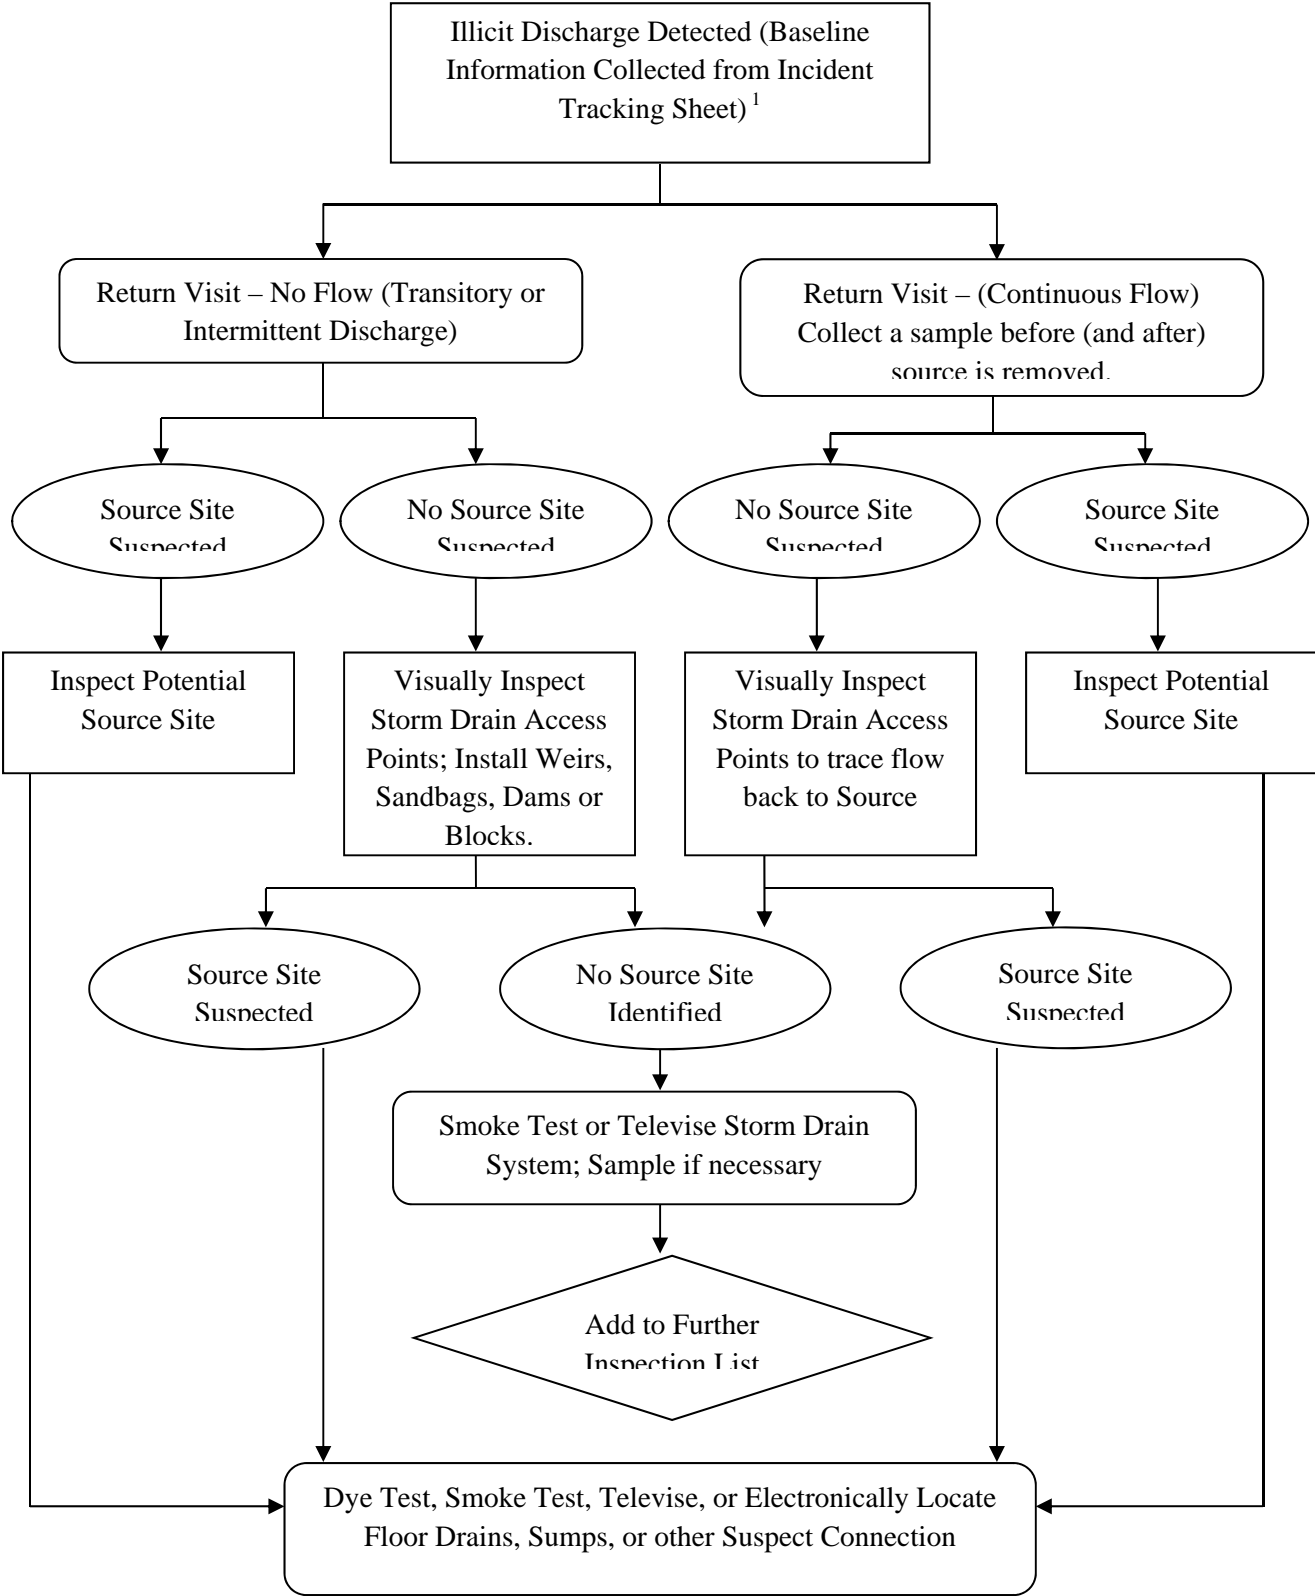 Illicit Discharge Detected (Baseline
Information Collected from Incident
Tracking Sheet) 1
Return Visit – No Flow (Transitory or
Intermittent Discharge)
Return Visit – (Continuous Flow)
Collect a sample before (and after)
source is removed.
Source Site
Suspected
No Source Site
Suspected
No Source Site
Suspected
Source Site
Suspected
Inspect Potential
Source Site
Visually Inspect
Storm Drain Access
Points; Install Weirs,
Sandbags, Dams or
Blocks.
Visually Inspect
Storm Drain Access
Points to trace flow
back to Source
Inspect Potential
Source Site
Source Site
Suspected
No Source Site
Identified
Source Site
Suspected
Smoke Test or Televise Storm Drain
System; Sample if necessary
Add to Further
Inspection List
Dye Test, Smoke Test, Televise, or Electronically Locate
Floor Drains, Sumps, or other Suspect Connection